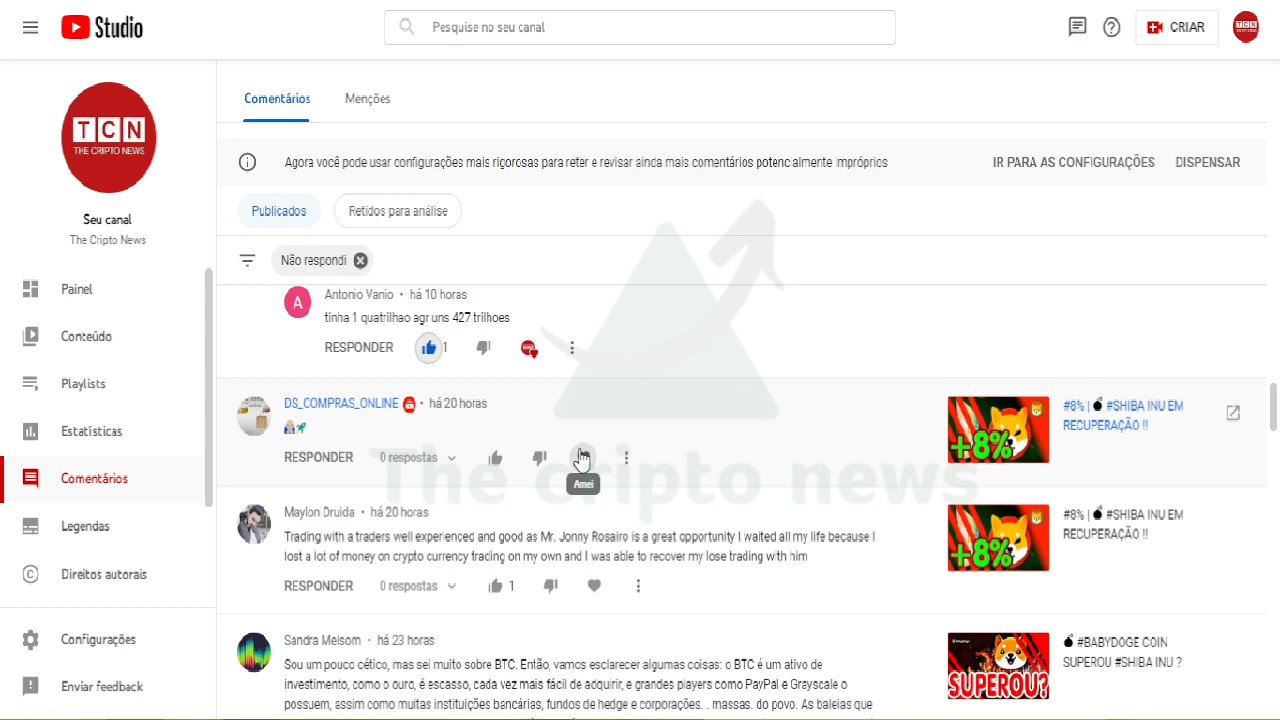 Studio
Pesquise no seu canal
CRIAR
TCN
THE CRIPTO NEWS
Seu canal
The Cripto News
Painel
Conteúdo
Playlists
Estatísticas
Comentários
Legendas
Direitos autorais
Configurações
Enviar feedback
Comentários
Menções
Agora você pode usar configurações mais rigorosas para reter e revisar ainda mais comentários potencialmente impróprios
IR PARA AS CONFIGURAÇÕES
DISPENSAR
Publicados
Retidos para análise
Não respondi
Antonio Vanio • há 10 horas
tinha 1 quatrilhao agr uns 427 trilhoes
RESPONDER 1
DS_COMPRAS_ONLINE • há 20 horas
RESPONDER 0 respostas
Amei
#8% | #SHIBA INU EM
RECUPERAÇÃO !!
+8%
The cripto news
Maylon Druida • há 20 horas
Trading with a traders well experienced and good as Mr. Jonny Rosairo is a great opportunity I waited all my life because I
lost a lot of money on crypto currency trading on my own and I was able to recover my lose trading with him
RESPONDER 0 respostas 1
#8% | #SHIBA INU EM
RECUPERAÇÃO !!
+8%
Sandra Melsom • há 23 horas
Sou um pouco cético, mas sei muito sobre BTC. Então, vamos esclarecer algumas coisas: o BTC é um ativo de
investimento, como o ouro, é escasso, cada vez mais fácil de adquirir, e grandes players como PayPal e Grayscale o
possuem, assim como muitas instituições bancárias, fundos de hedge e corporações. . massas. do povo. As baleias que
#BABYDOGE COIN
SUPEROU #SHIBA INU ?
SUPEROU?